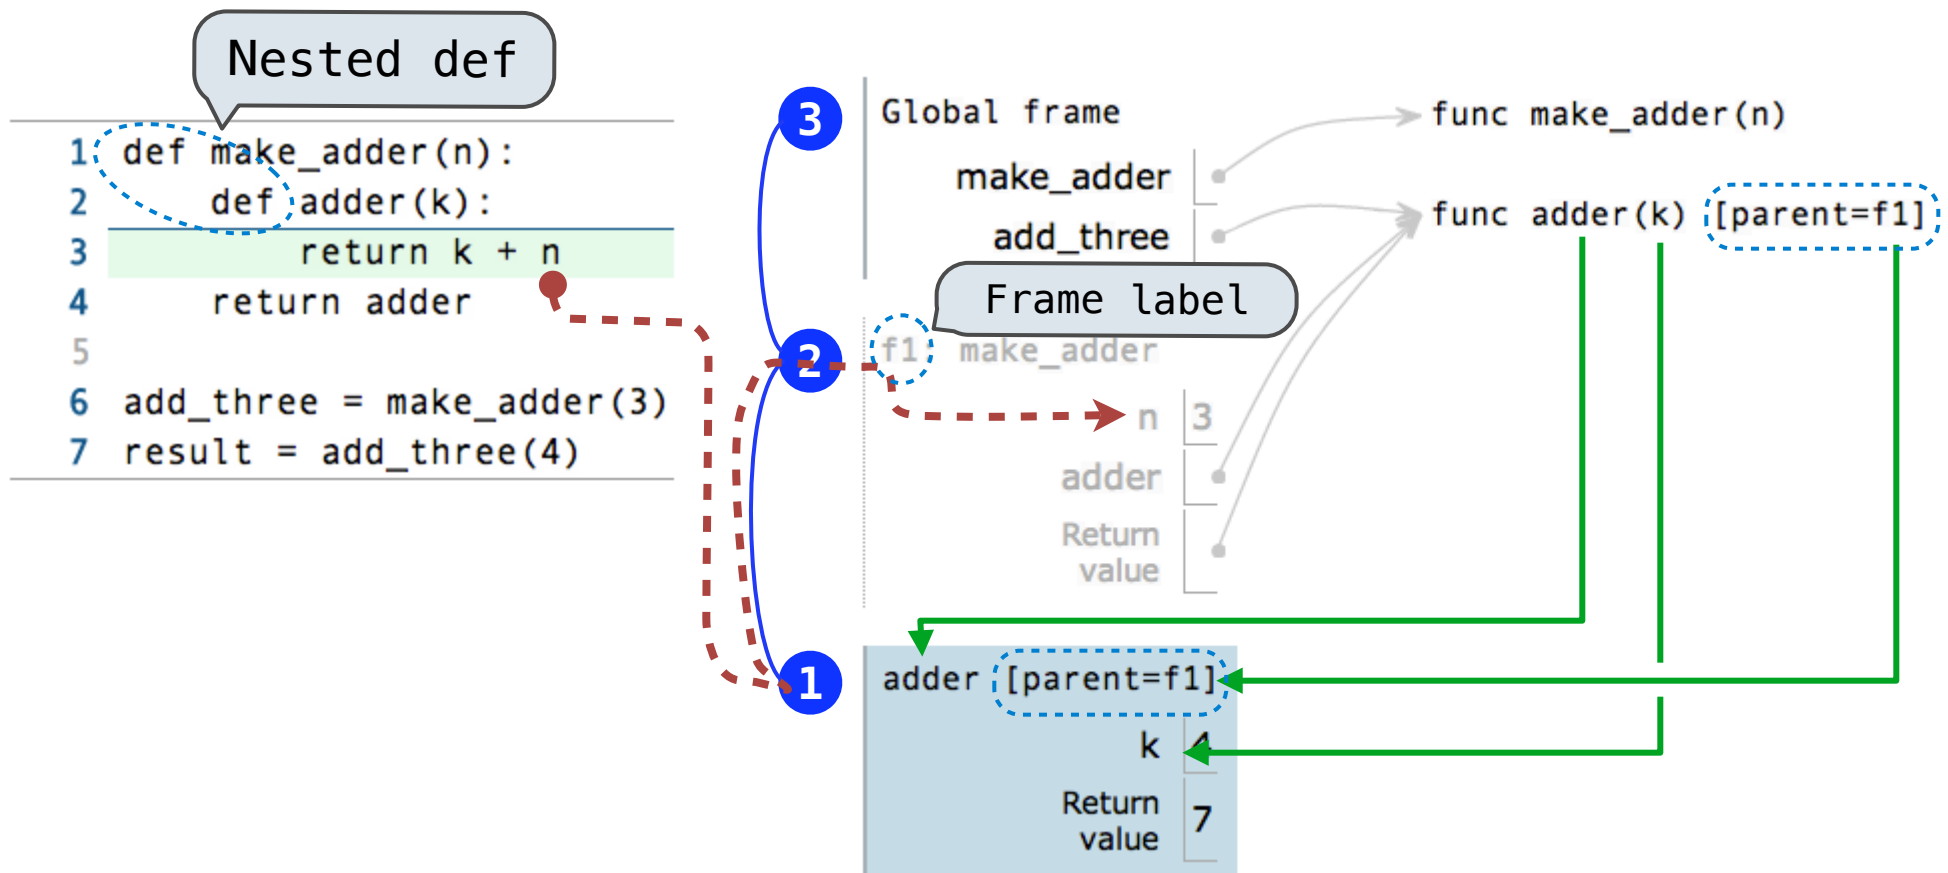 Nested def
1 def make_adder(n):
2     def adder(k):
3         return k + n
4     return adder
5
6 add_three = make_adder(3)
7 result = add_three(4)
3
Global frame
make_adder
add_three
func make_adder(n)
func adder(k) [parent=f1]
Frame label
2
f1: make_adder
n 3
adder
Return
value
1
adder [parent=f1]
k 4
Return
value 7